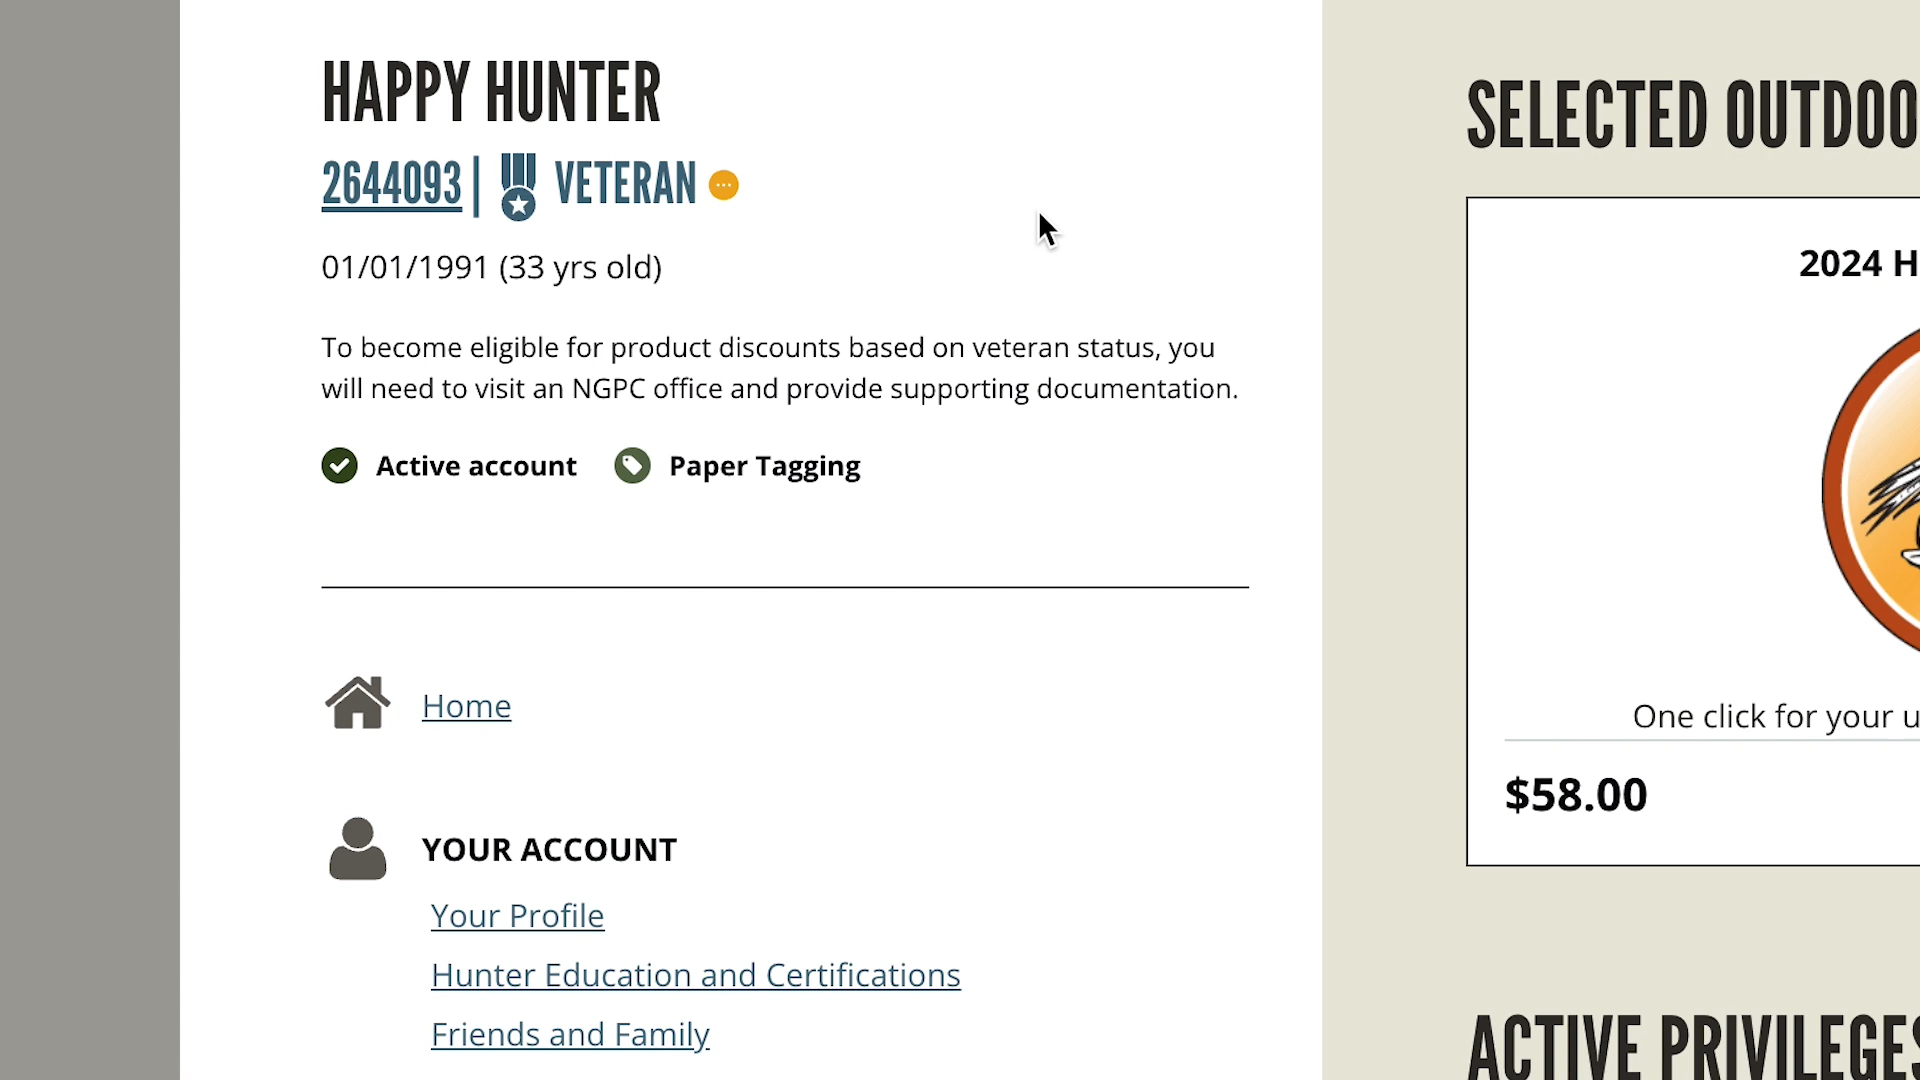 HAPPY HUNTER
2644093 | VETERAN
01/01/1991 (33 yrs old)
To become eligible for product discounts based on veteran status, you
will need to visit an NGPC office and provide supporting documentation.
Active account Paper Tagging
Home
YOUR ACCOUNT
Your Profile
Hunter Education and Certifications
Friends and Family
SELECTED OUTDOO
2024 H
One click for your u
$58.00
ACTIVE PRIVILEGES